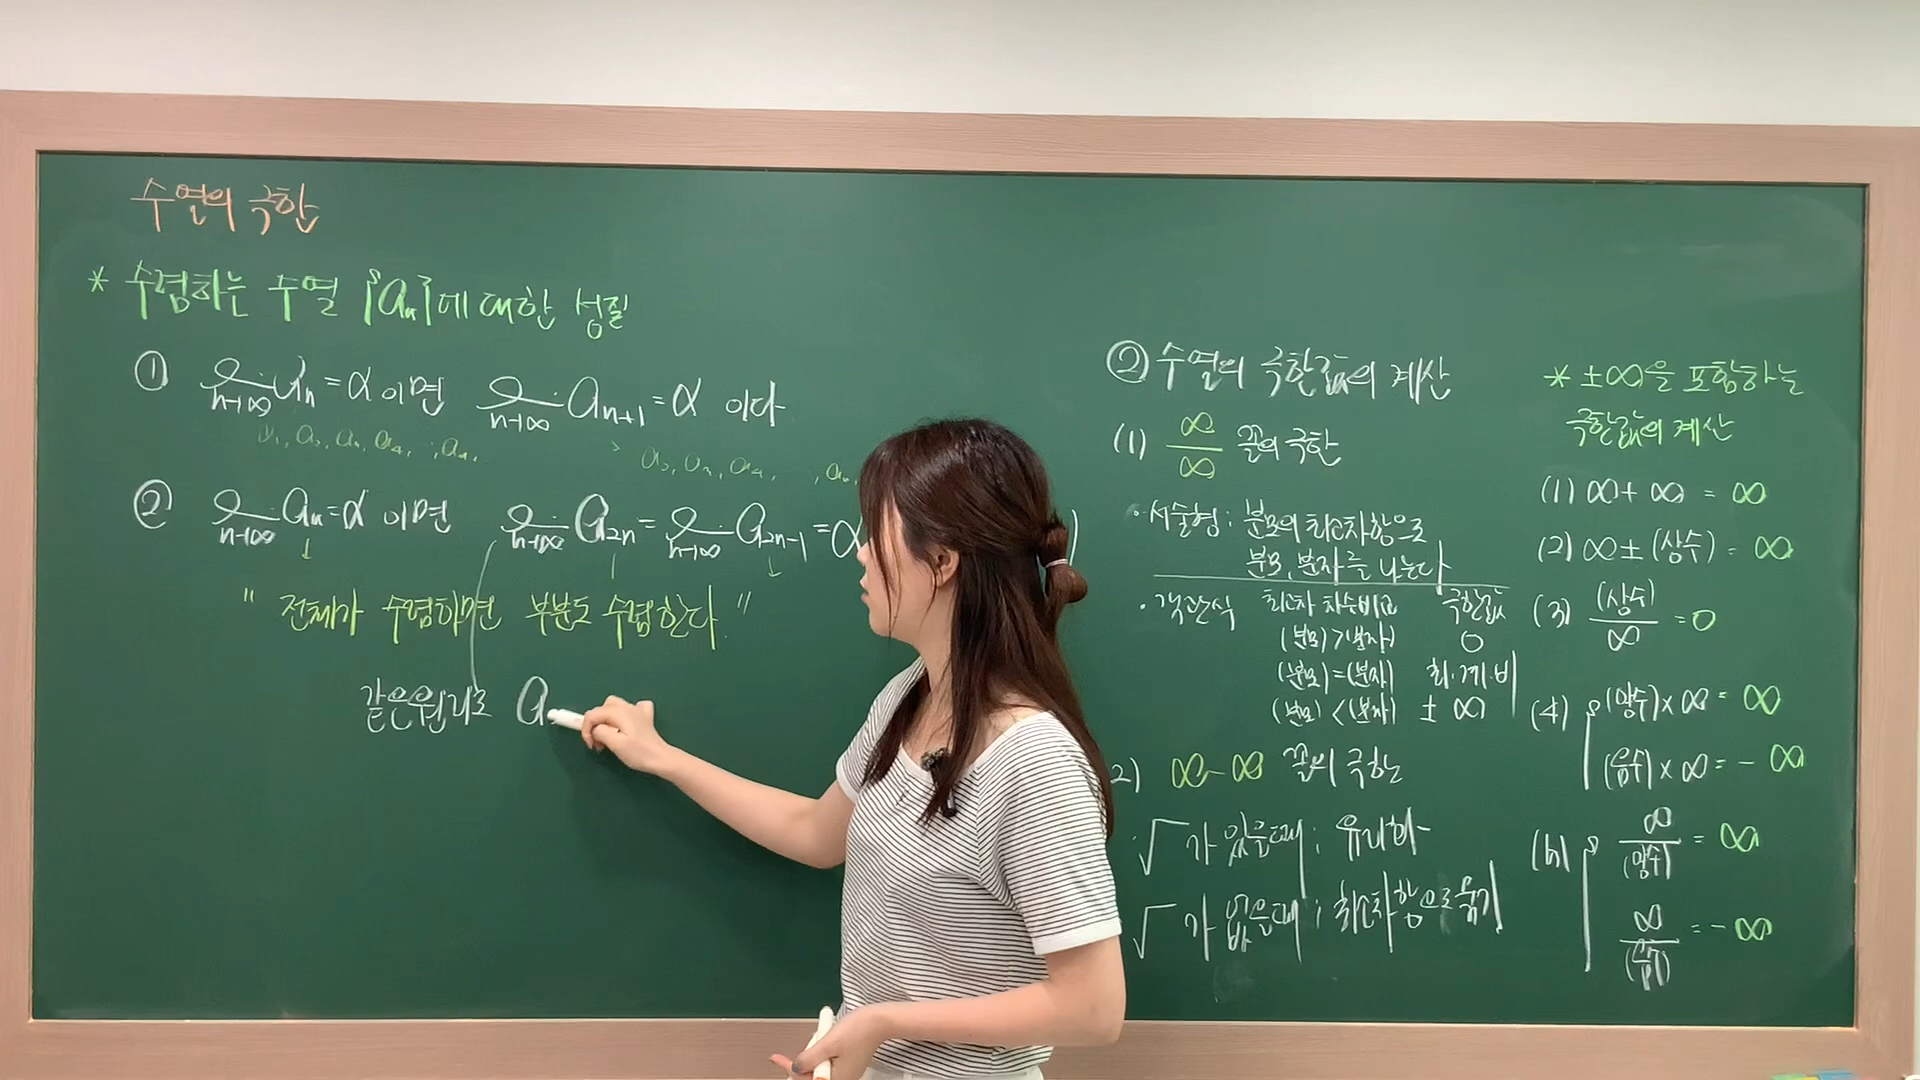 수열의 극한
* 수렴하는 수열 {aₙ}에 대한 성질
① lim n→∞ aₙ = α 이면 lim n→∞ aₙ₊₁ = α 이다
a₁, a₂, a₃, a₄, , aₙ, a₂, a₃, a₄, , aₙ
② lim n→∞ aₙ = α 이면 lim n→∞ a₂ₙ = lim n→∞ a₂ₙ₋₁ = α )
" 전체가 수렴하면 부분도 수렴한다. "
같은원리로 a
② 수열의 극한값의 계산
(1) ∞/∞ 꼴의 극한
· 서술형 : 분모의 최고차항으로
분모, 분자를 나눈다
· 객관식 최고차 차수비교 극한값
(분모) > (분자) 0
(분모) = (분자) 최·계·비
(분모) < (분자) ± ∞
2) ∞-∞ 꼴의 극한
√ 가 있을때 : 유리화
√ 가 없을때 : 최고차항으로 묶기
* ±∞을 포함하는
극한값의 계산
(1) ∞ + ∞ = ∞
(2) ∞ ± (상수) = ∞
(3) (상수)/∞ = 0
(4) (양수) × ∞ = ∞
(음수) × ∞ = - ∞
(5) ∞/(양수) = ∞
∞/(음수) = - ∞